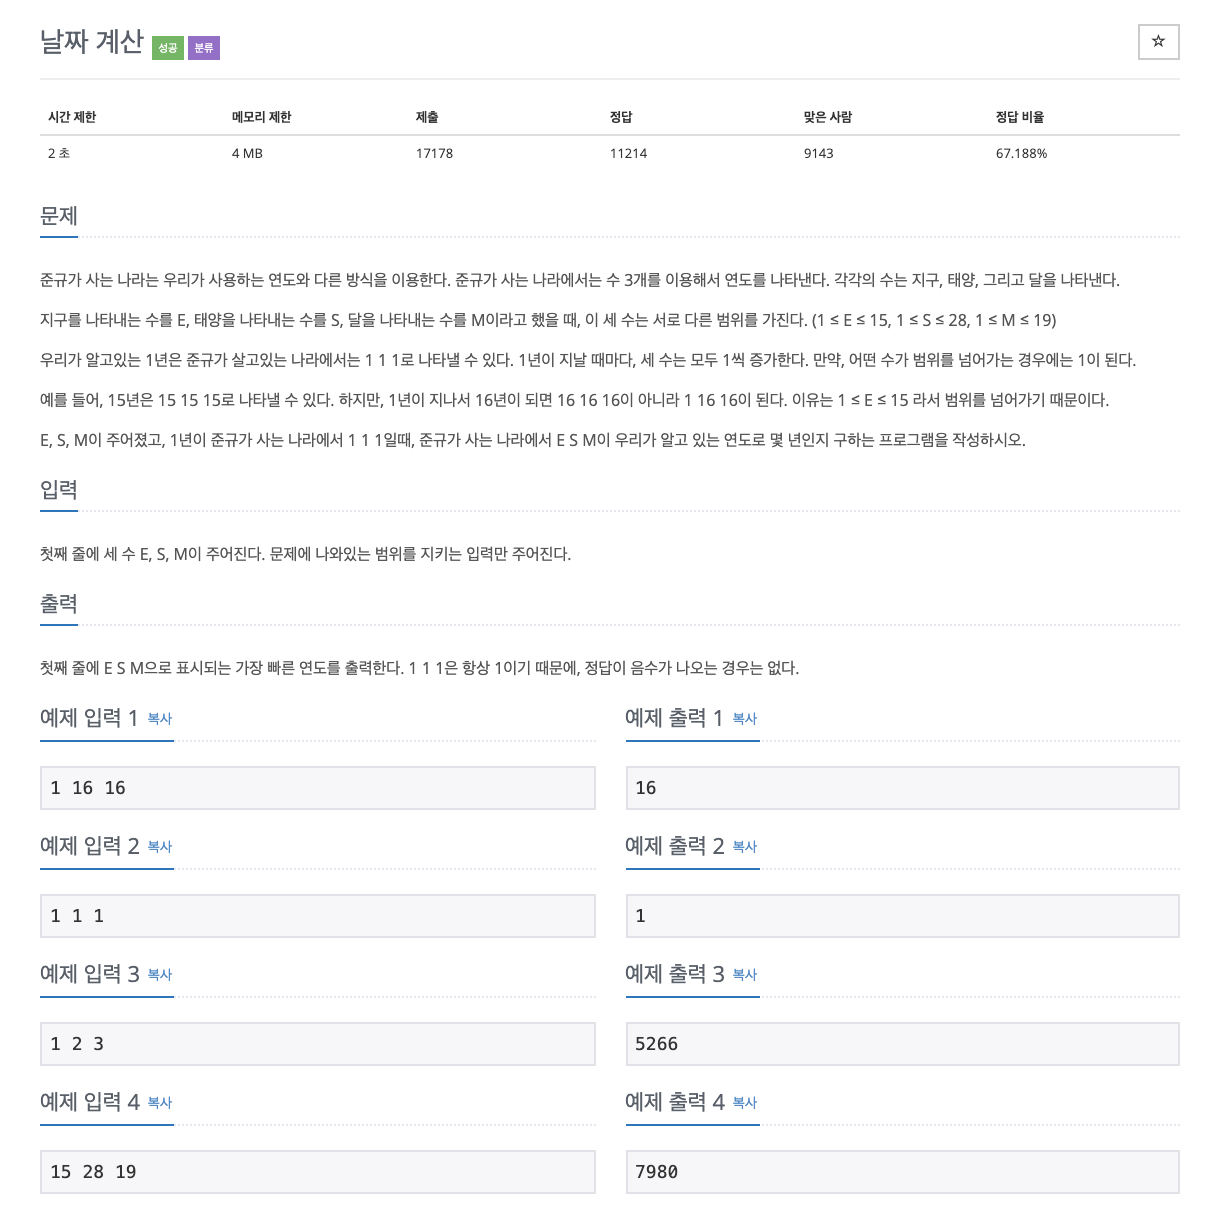 날짜 계산 성공 분류 ☆
시간 제한 메모리 제한 제출 정답 맞은 사람 정답 비율
2 초 4 MB 17178 11214 9143 67.188%
문제
준규가 사는 나라는 우리가 사용하는 연도와 다른 방식을 이용한다. 준규가 사는 나라에서는 수 3개를 이용해서 연도를 나타낸다. 각각의 수는 지구, 태양, 그리고 달을 나타낸다.
지구를 나타내는 수를 E, 태양을 나타내는 수를 S, 달을 나타내는 수를 M이라고 했을 때, 이 세 수는 서로 다른 범위를 가진다. (1 ≤ E ≤ 15, 1 ≤ S ≤ 28, 1 ≤ M ≤ 19)
우리가 알고있는 1년은 준규가 살고있는 나라에서는 1 1 1로 나타낼 수 있다. 1년이 지날 때마다, 세 수는 모두 1씩 증가한다. 만약, 어떤 수가 범위를 넘어가는 경우에는 1이 된다.
예를 들어, 15년은 15 15 15로 나타낼 수 있다. 하지만, 1년이 지나서 16년이 되면 16 16 16이 아니라 1 16 16이 된다. 이유는 1 ≤ E ≤ 15 라서 범위를 넘어가기 때문이다.
E, S, M이 주어졌고, 1년이 준규가 사는 나라에서 1 1 1일때, 준규가 사는 나라에서 E S M이 우리가 알고 있는 연도로 몇 년인지 구하는 프로그램을 작성하시오.
입력
첫째 줄에 세 수 E, S, M이 주어진다. 문제에 나와있는 범위를 지키는 입력만 주어진다.
출력
첫째 줄에 E S M으로 표시되는 가장 빠른 연도를 출력한다. 1 1 1은 항상 1이기 때문에, 정답이 음수가 나오는 경우는 없다.
예제 입력 1 복사 예제 출력 1 복사
1 16 16 16
예제 입력 2 복사 예제 출력 2 복사
1 1 1 1
예제 입력 3 복사 예제 출력 3 복사
1 2 3 5266
예제 입력 4 복사 예제 출력 4 복사
15 28 19 7980